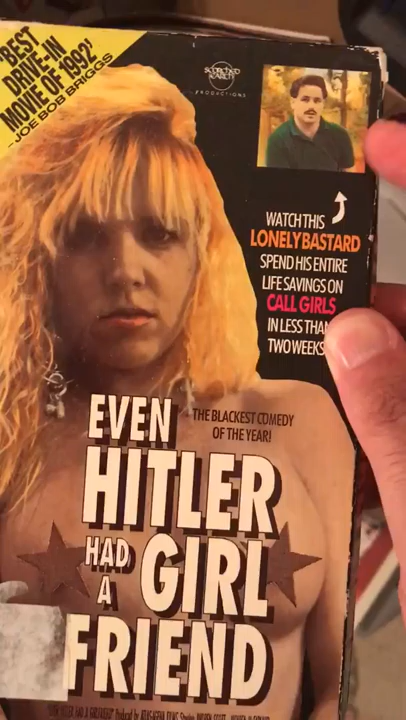 "BEST
DRIVE-IN
MOVIE OF 1992"
-JOE BOB BRIGGS
SCORCHED
EARTH
PRODUCTIONS
WATCH THIS
LONELY BASTARD
SPEND HIS ENTIRE
LIFE SAVINGS ON
CALL GIRLS
IN LESS THAN
TWO WEEKS
EVEN
THE BLACKEST COMEDY
OF THE YEAR!
HITLER
HAD A
GIRL
FRIEND